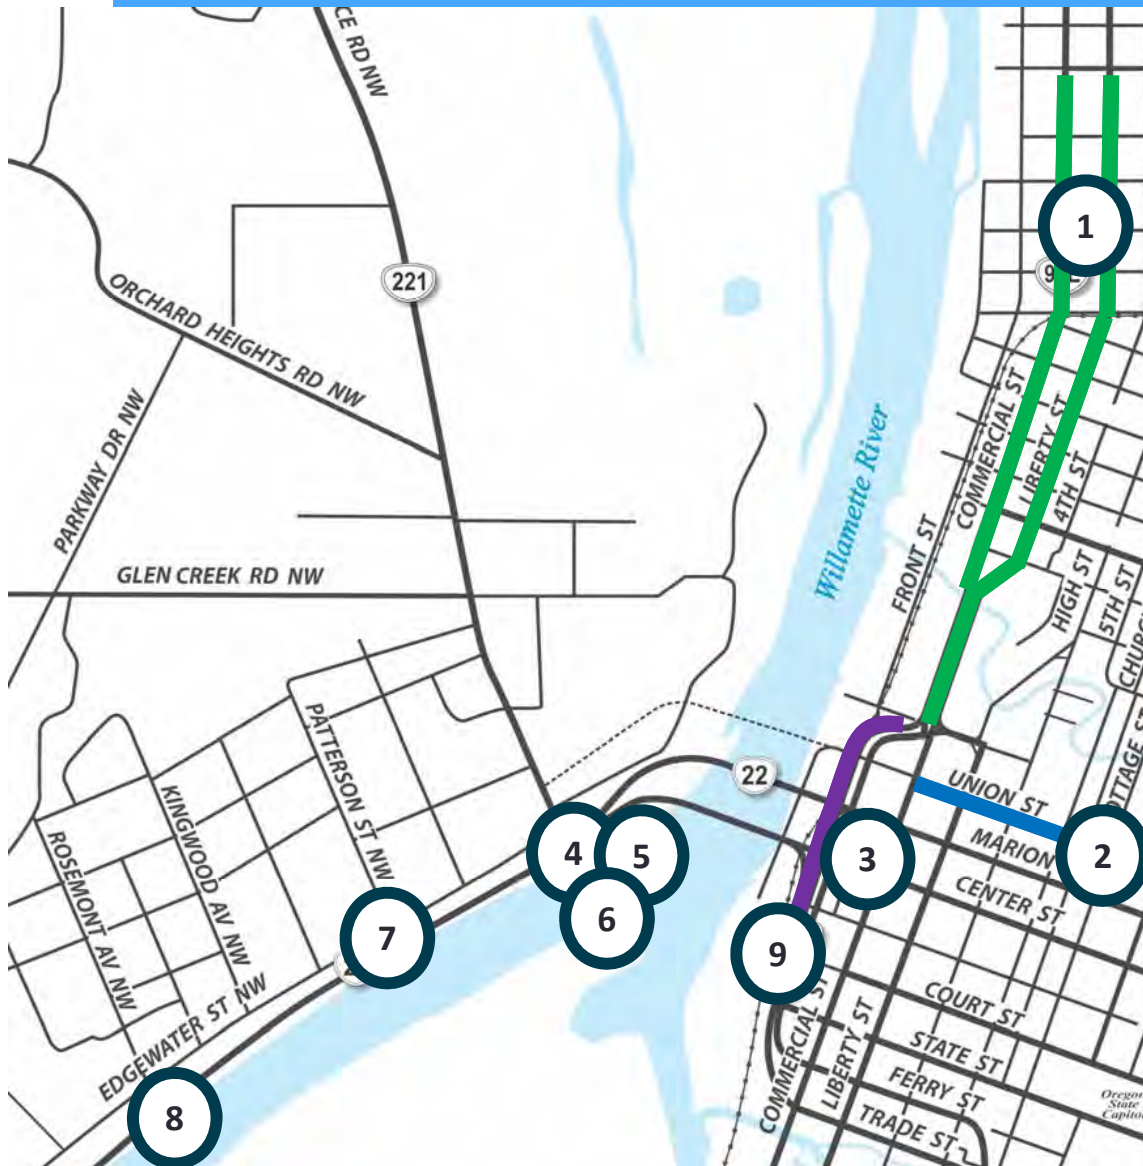 CE RD NW
221
1
ORCHARD HEIGHTS RD NW
PARKWAY DR NW
GLEN CREEK RD NW
Willamette River
FRONT ST
COMMERCIAL ST
LIBERTY ST
4TH ST
HIGH ST
5TH ST
CHURC
OTTAGE S
PATTERSON ST NW
KINGWOOD AV NW
ROSEMONT AV NW
EDGEWATER ST NW
22
UNION ST
MARION
CENTER ST
2
3
4
5
6
7
8
9
COURT ST
STATE ST
FERRY ST
TRADE ST
COMMERCIAL ST
LIBERTY ST
Oregon
State
Capito